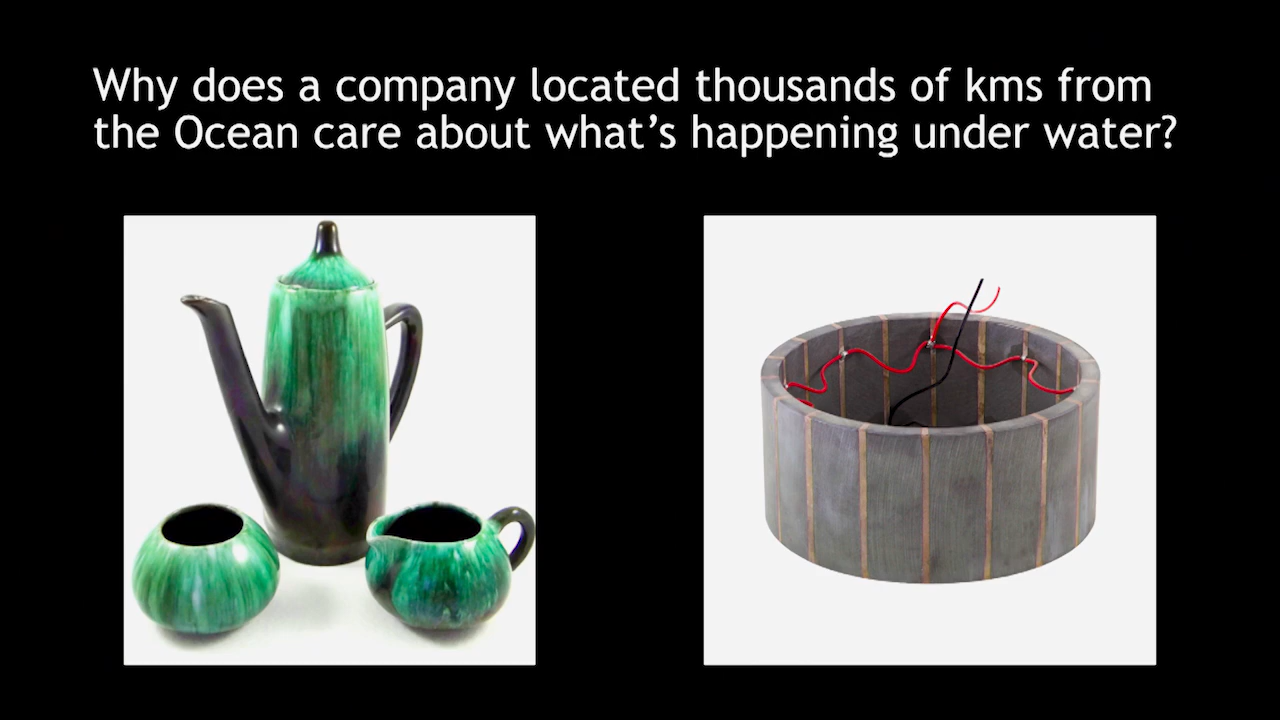 Why does a company located thousands of kms from
the Ocean care about what’s happening under water?